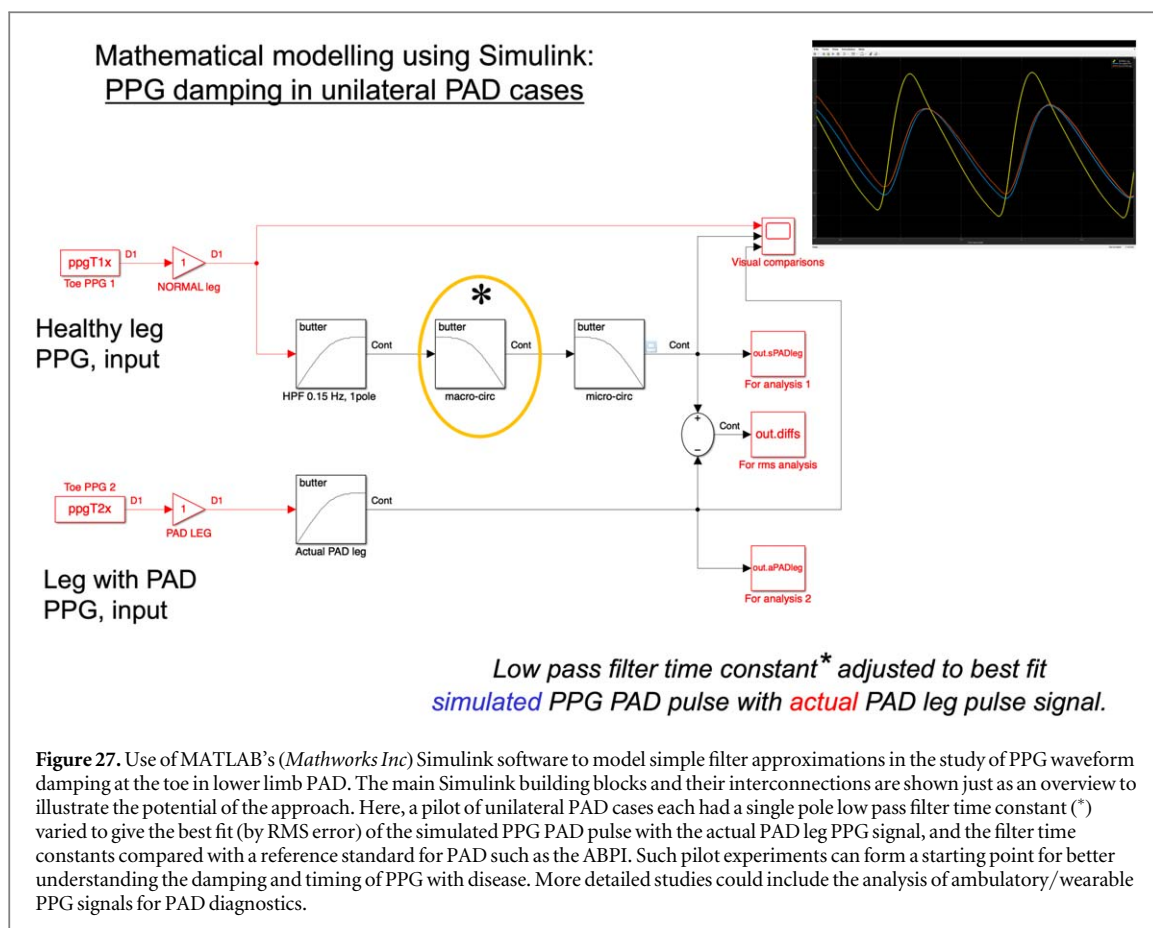 Mathematical modelling using Simulink:
PPG damping in unilateral PAD cases
Visual comparisons
ppgT1x
D1
1
D1
Toe PPG 1
NORMAL leg
*
Healthy leg
PPG, input
butter
Cont
HPF 0.15 Hz, 1pole
butter
Cont
macro-circ
butter
Cont
micro-circ
out.sPADleg
For analysis 1
+
−
Cont
out.diffs
For rms analysis
Toe PPG 2
ppgT2x
D1
1
D1
PAD LEG
butter
Cont
Actual PAD leg
out.aPADleg
For analysis 2
Leg with PAD
PPG, input
Low pass filter time constant* adjusted to best fit
simulated PPG PAD pulse with actual PAD leg pulse signal.
Figure 27. Use of MATLAB's (Mathworks Inc) Simulink software to model simple filter approximations in the study of PPG waveform
damping at the toe in lower limb PAD. The main Simulink building blocks and their interconnections are shown just as an overview to
illustrate the potential of the approach. Here, a pilot of unilateral PAD cases each had a single pole low pass filter time constant (*)
varied to give the best fit (by RMS error) of the simulated PPG PAD pulse with the actual PAD leg PPG signal, and the filter time
constants compared with a reference standard for PAD such as the ABPI. Such pilot experiments can form a starting point for better
understanding the damping and timing of PPG with disease. More detailed studies could include the analysis of ambulatory/wearable
PPG signals for PAD diagnostics.